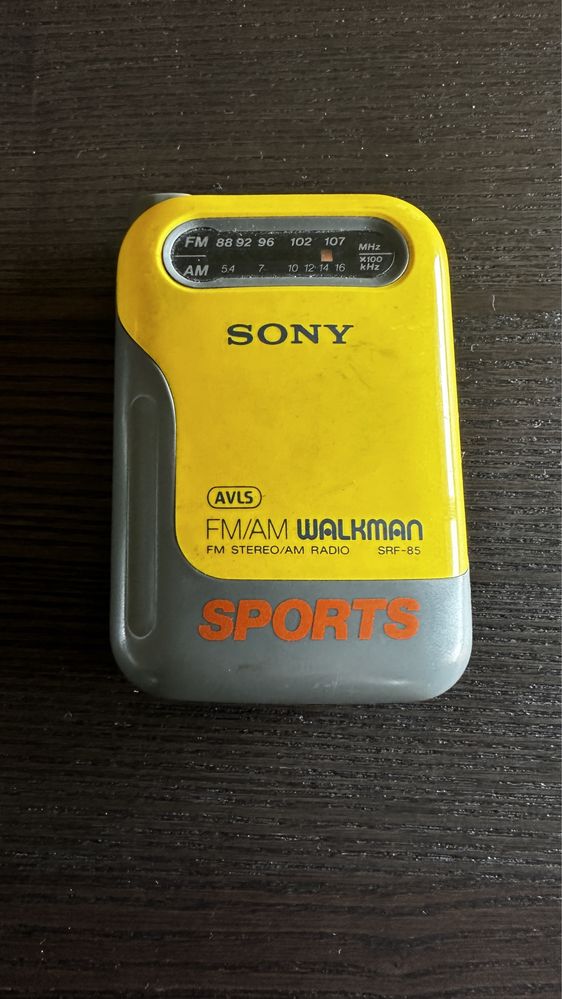 FM 88 92 96 102 107 MHz
AM 54 7 10 12 14 16 x100 kHz
SONY
AVLS
FM/AM WALKMAN
FM STEREO/AM RADIO SRF-85
SPORTS